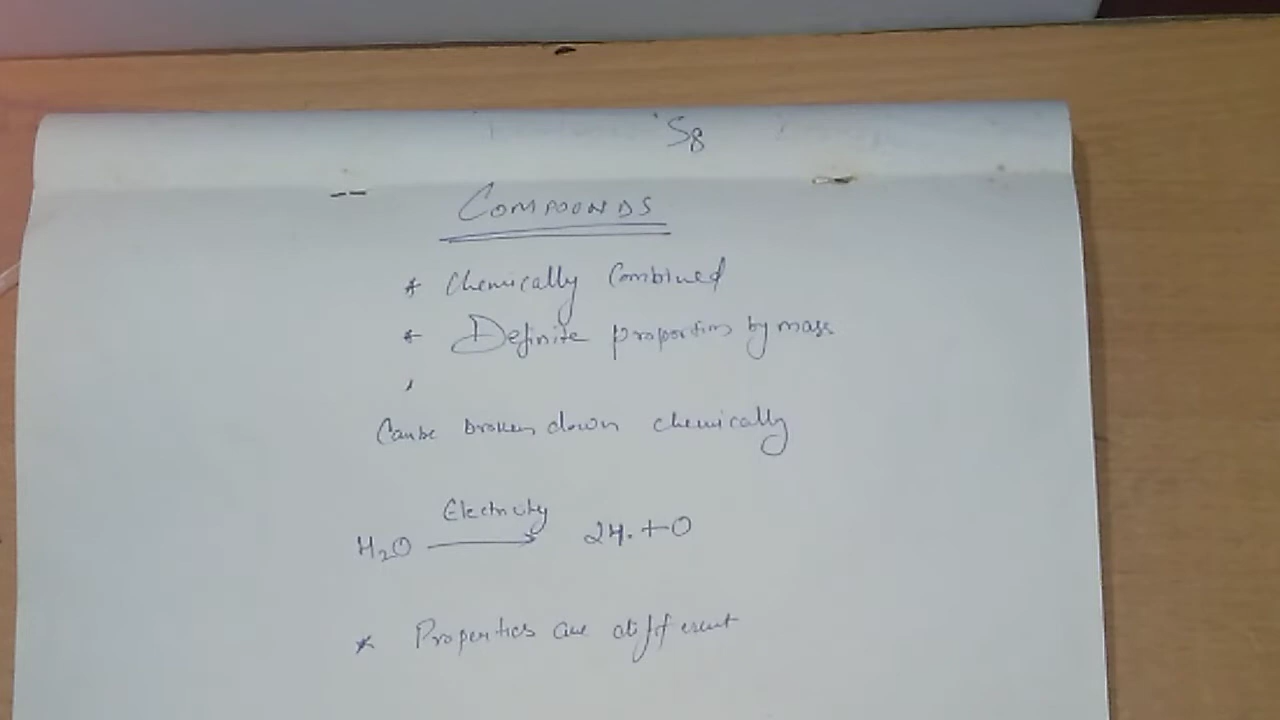 S8
COMPOUNDS
* Chemically Combined
* Definite proportions by mass
Can be broken down chemically
Electricity
H2O → 2H + O
* Properties are different